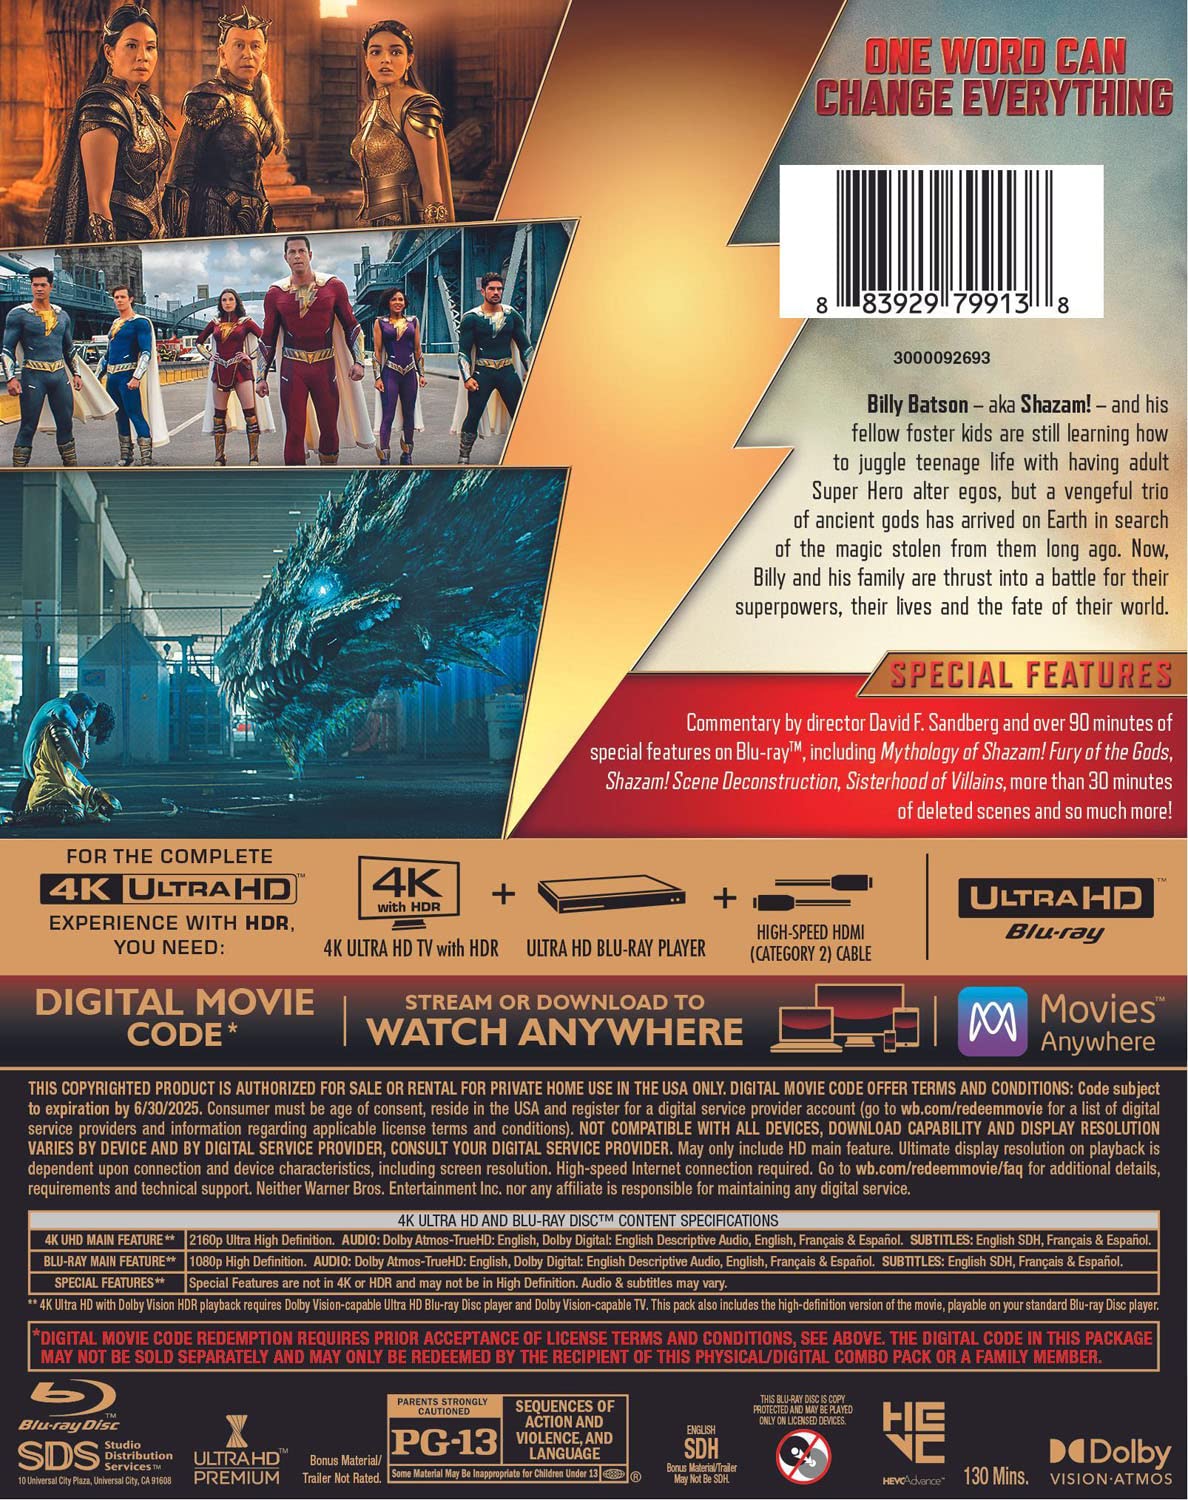 ONE WORD CAN
CHANGE EVERYTHING
8 83929 79913 8
3000092693
Billy Batson – aka Shazam! – and his
fellow foster kids are still learning how
to juggle teenage life with having adult
Super Hero alter egos, but a vengeful trio
of ancient gods has arrived on Earth in search
of the magic stolen from them long ago. Now,
Billy and his family are thrust into a battle for their
superpowers, their lives and the fate of their world.
SPECIAL FEATURES
Commentary by director David F. Sandberg and over 90 minutes of
special features on Blu-ray™, including Mythology of Shazam! Fury of the Gods,
Shazam! Scene Deconstruction, Sisterhood of Villains, more than 30 minutes
of deleted scenes and so much more!
FOR THE COMPLETE
4K ULTRA HD™
EXPERIENCE WITH HDR,
YOU NEED:
4K
with HDR
4K ULTRA HD TV with HDR
+
ULTRA HD BLU-RAY PLAYER
+
HIGH-SPEED HDMI
(CATEGORY 2) CABLE
ULTRA HD™
Blu-ray
DIGITAL MOVIE
CODE*
STREAM OR DOWNLOAD TO
WATCH ANYWHERE
Movies™
Anywhere
THIS COPYRIGHTED PRODUCT IS AUTHORIZED FOR SALE OR RENTAL FOR PRIVATE HOME USE IN THE USA ONLY. DIGITAL MOVIE CODE OFFER TERMS AND CONDITIONS: Code subject
to expiration by 6/30/2025. Consumer must be age of consent, reside in the USA and register for a digital service provider account (go to wb.com/redeemmovie for a list of digital
service providers and information regarding applicable license terms and conditions). NOT COMPATIBLE WITH ALL DEVICES, DOWNLOAD CAPABILITY AND DISPLAY RESOLUTION
VARIES BY DEVICE AND BY DIGITAL SERVICE PROVIDER, CONSULT YOUR DIGITAL SERVICE PROVIDER. May only include HD main feature. Ultimate display resolution on playback is
dependent upon connection and device characteristics, including screen resolution. High-speed Internet connection required. Go to wb.com/redeemmovie/faq for additional details,
requirements and technical support. Neither Warner Bros. Entertainment Inc. nor any affiliate is responsible for maintaining any digital service.
4K ULTRA HD AND BLU-RAY DISC™ CONTENT SPECIFICATIONS
4K UHD MAIN FEATURE** 2160p Ultra High Definition. AUDIO: Dolby Atmos-TrueHD: English, Dolby Digital: English Descriptive Audio, English, Français & Español. SUBTITLES: English SDH, Français & Español.
BLU-RAY MAIN FEATURE** 1080p High Definition. AUDIO: Dolby Atmos-TrueHD: English, Dolby Digital: English Descriptive Audio, English, Français & Español. SUBTITLES: English SDH, Français & Español.
SPECIAL FEATURES** Special Features are not in 4K or HDR and may not be in High Definition. Audio & subtitles may vary.
** 4K Ultra HD with Dolby Vision HDR playback requires Dolby Vision-capable Ultra HD Blu-ray Disc player and Dolby Vision-capable TV. This pack also includes the high-definition version of the movie, playable on your standard Blu-ray Disc player.
*DIGITAL MOVIE CODE REDEMPTION REQUIRES PRIOR ACCEPTANCE OF LICENSE TERMS AND CONDITIONS, SEE ABOVE. THE DIGITAL CODE IN THIS PACKAGE
MAY NOT BE SOLD SEPARATELY AND MAY ONLY BE REDEEMED BY THE RECIPIENT OF THIS PHYSICAL/DIGITAL COMBO PACK OR A FAMILY MEMBER.
Blu-ray Disc™
SDS Studio
Distribution
Services™
10 Universal City Plaza, Universal City, CA 91608
ULTRA HD™
PREMIUM
Bonus Material/
Trailer Not Rated.
PARENTS STRONGLY
CAUTIONED
PG-13
SEQUENCES OF
ACTION AND
VIOLENCE, AND
LANGUAGE
Some Material May Be Inappropriate for Children Under 13
®
ENGLISH
SDH
Bonus Material/Trailer
May Not Be SDH.
THIS BLU-RAY DISC IS COPY
PROTECTED AND MAY BE PLAYED
ONLY ON LICENSED DEVICES.
HEVC
HEVCAdvance™
130 Mins.
Dolby
VISION·ATMOS